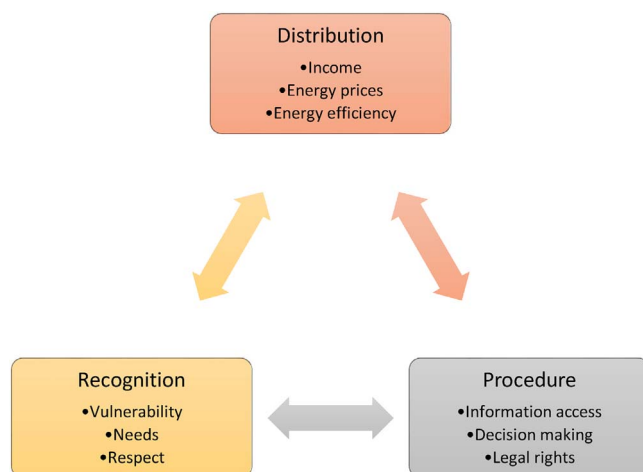 Distribution
•Income
•Energy prices
•Energy efficiency
Recognition
•Vulnerability
•Needs
•Respect
Procedure
•Information access
•Decision making
•Legal rights